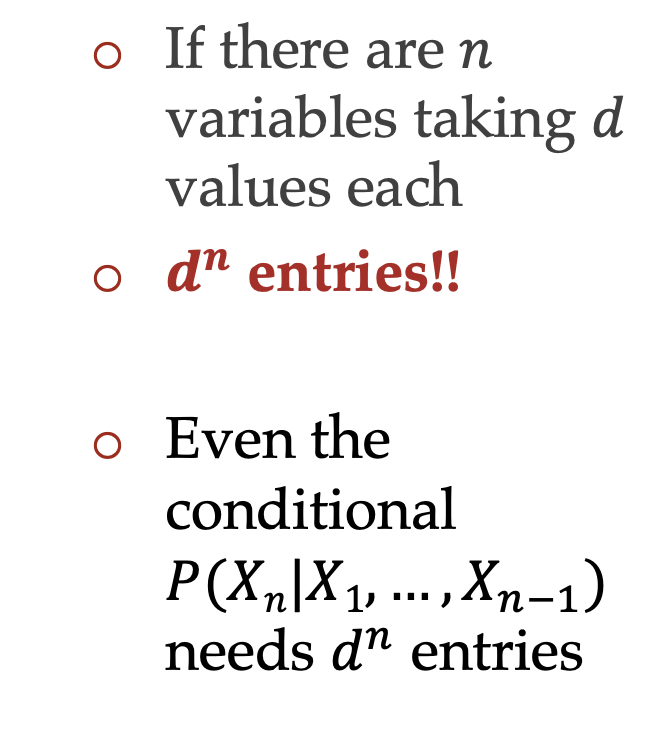 If there are n
variables taking d
values each
dⁿ entries!!
Even the
conditional
P(Xₙ|X₁, … , Xₙ₋₁)
needs dⁿ entries